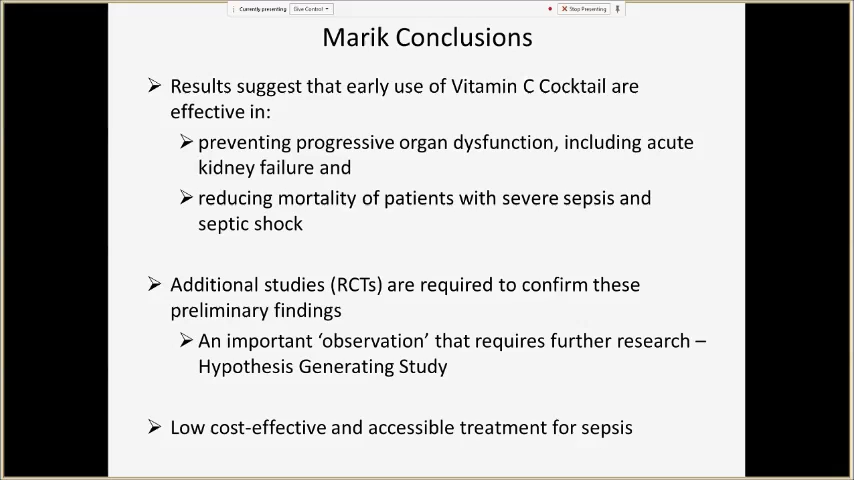 Currently presenting Give Control Stop Presenting
Marik Conclusions
Results suggest that early use of Vitamin C Cocktail are
effective in:
preventing progressive organ dysfunction, including acute
kidney failure and
reducing mortality of patients with severe sepsis and
septic shock
Additional studies (RCTs) are required to confirm these
preliminary findings
An important ‘observation’ that requires further research –
Hypothesis Generating Study
Low cost-effective and accessible treatment for sepsis